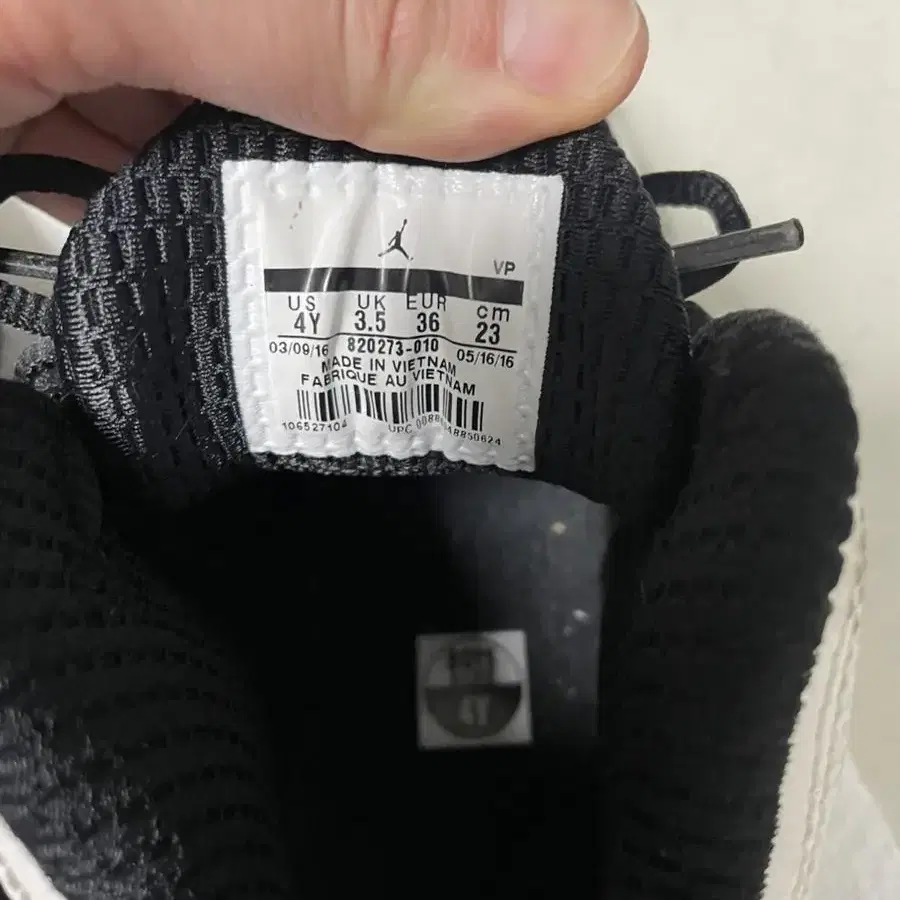 VP
US UK EUR cm
4Y 3.5 36 23
03/09/16 820273-010 05/16/16
MADE IN VIETNAM
FABRIQUE AU VIETNAM
106527104 UPC
4Y